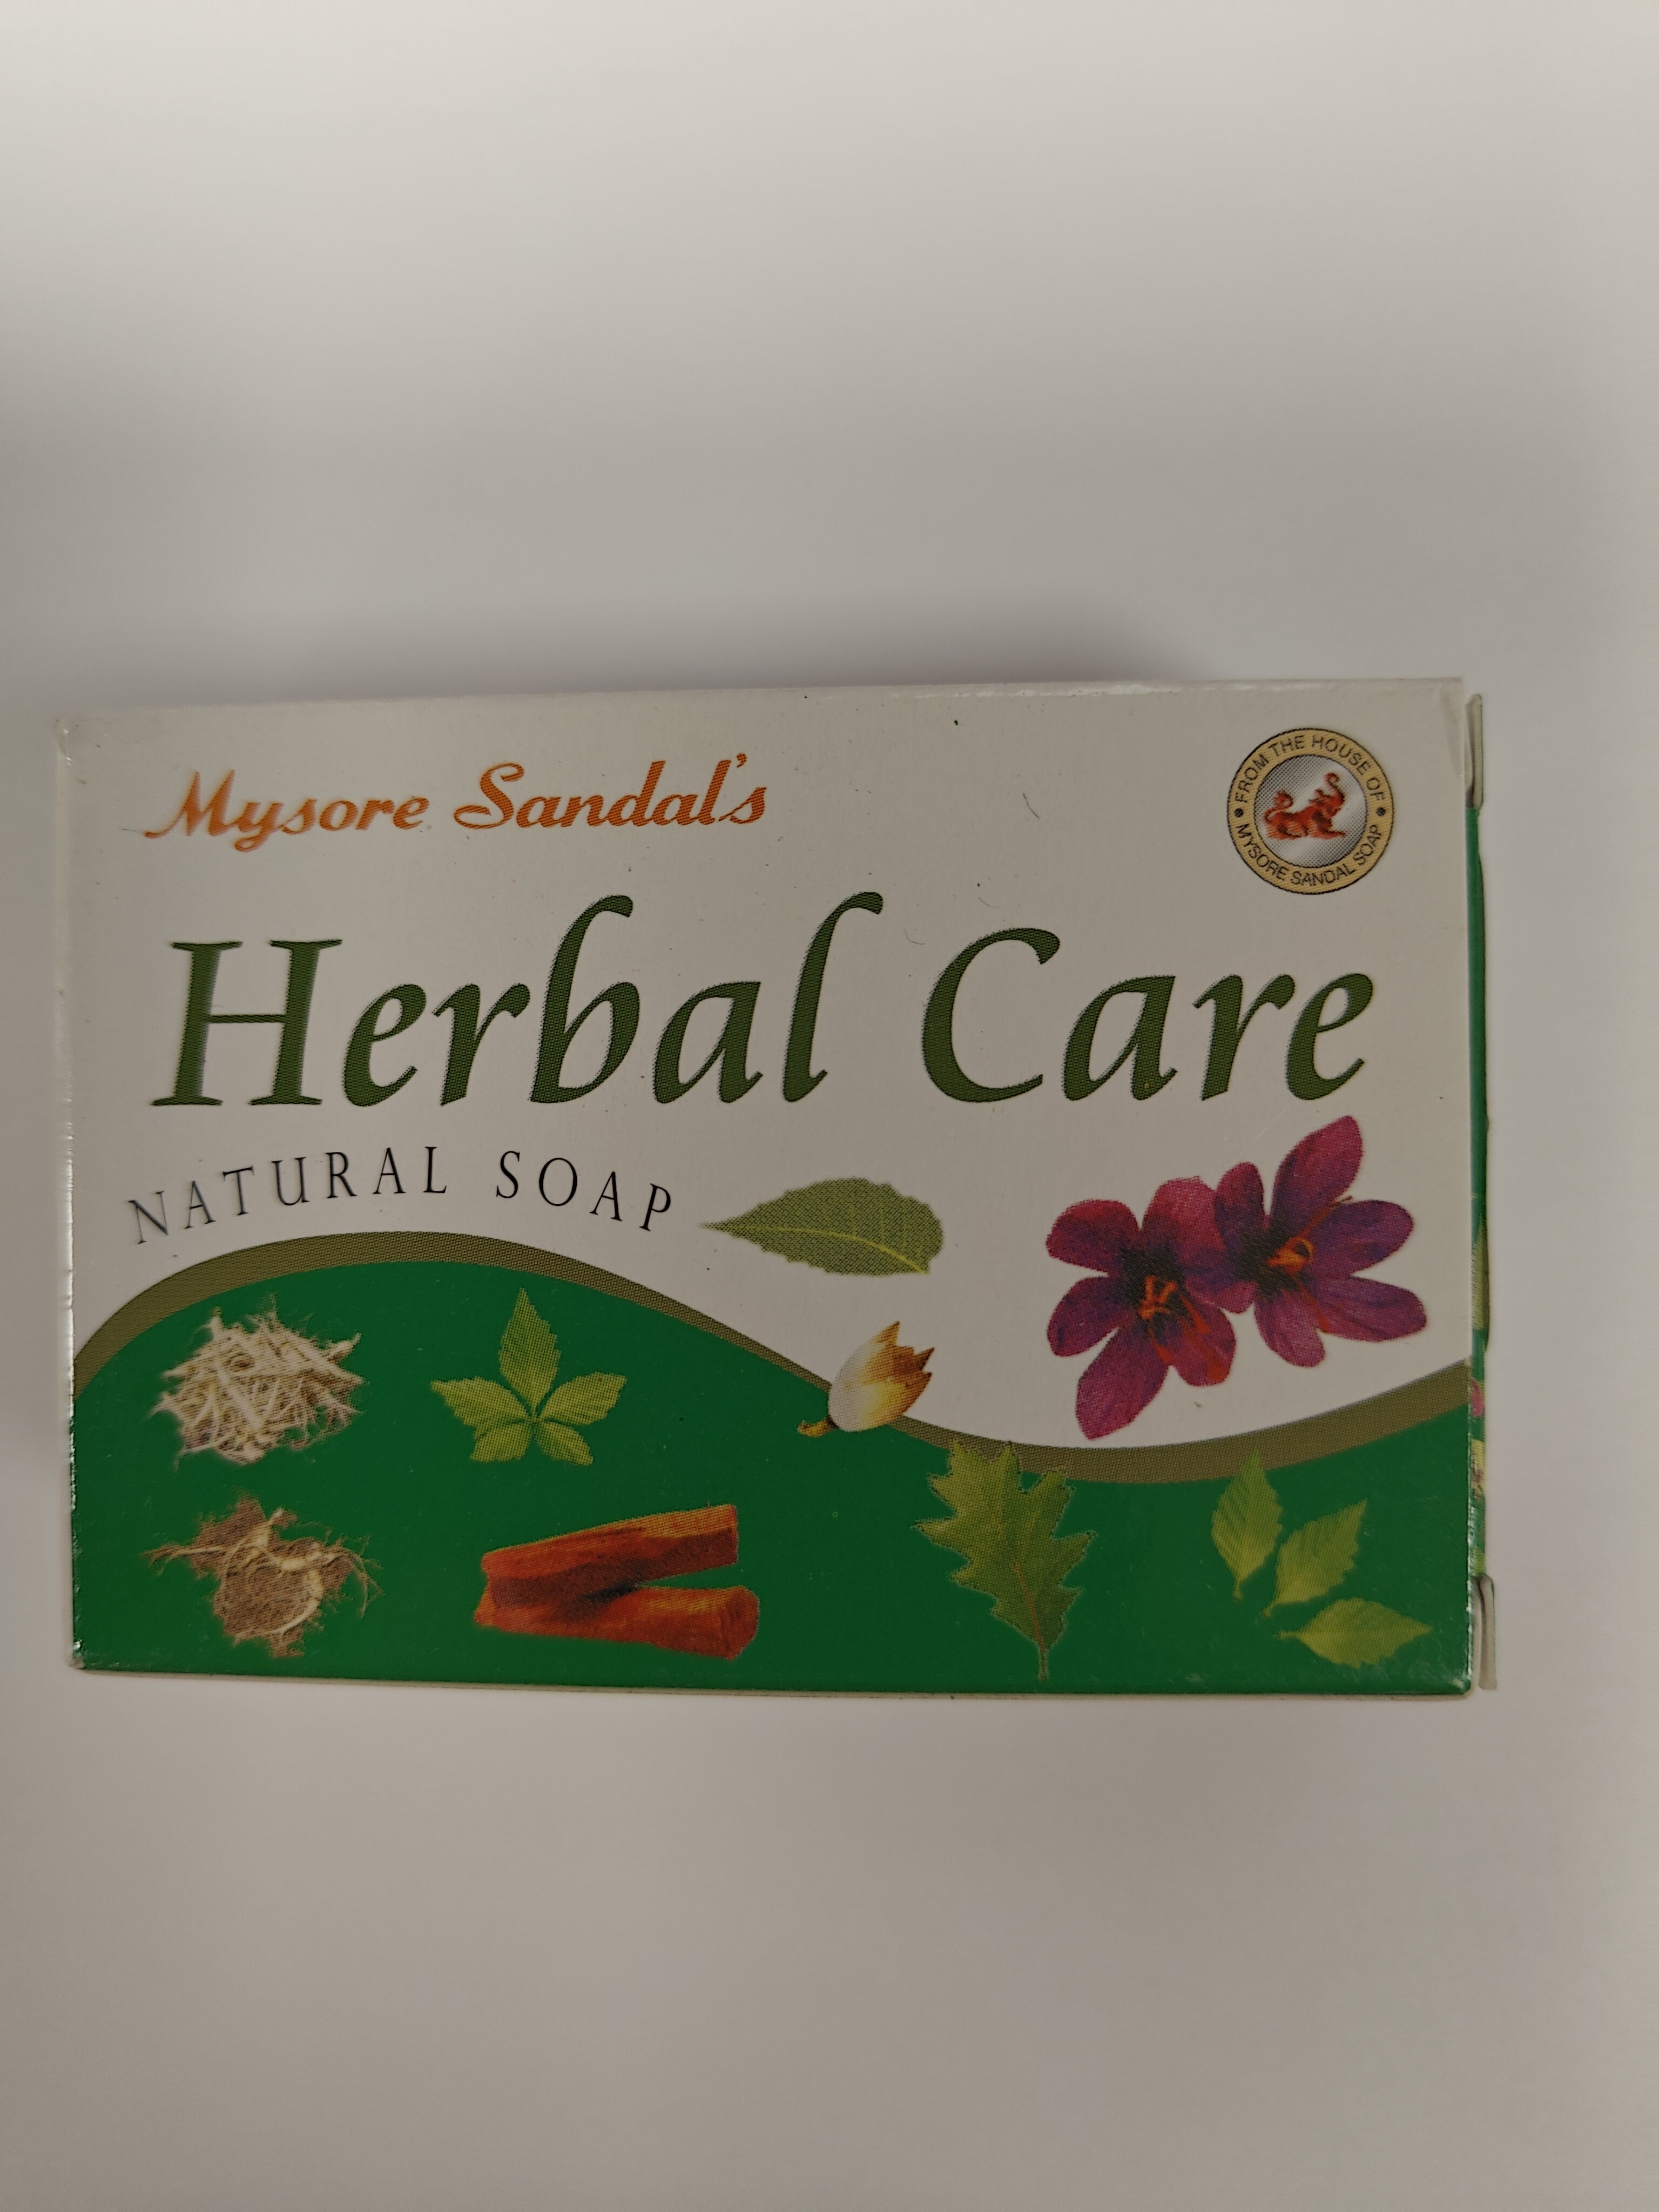 Mysore Sandal's
FROM THE HOUSE OF
MYSORE SANDAL SOAP
Herbal Care
NATURAL SOAP